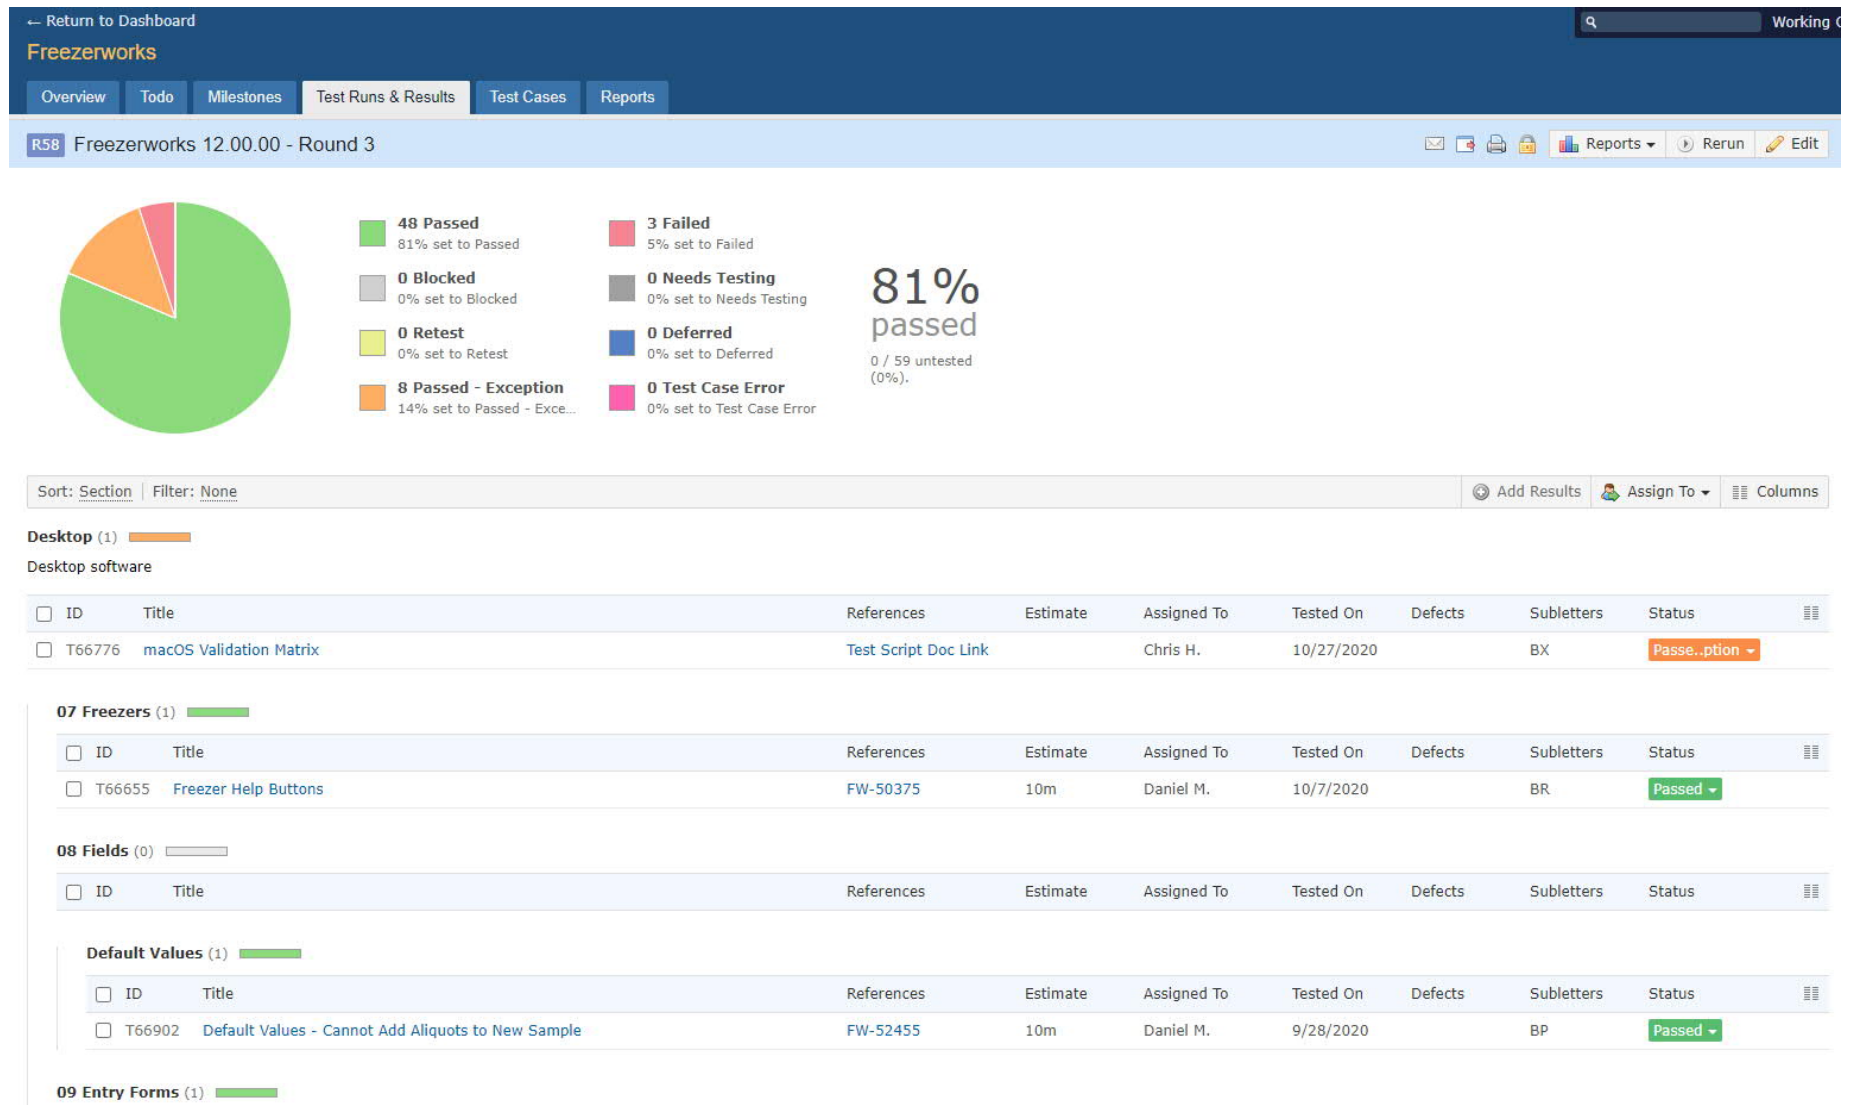 ← Return to Dashboard
Working
Freezerworks
Overview Todo Milestones Test Runs & Results Test Cases Reports
R58 Freezerworks 12.00.00 - Round 3
Reports Rerun Edit
48 Passed
81% set to Passed
3 Failed
5% set to Failed
0 Blocked
0% set to Blocked
0 Needs Testing
0% set to Needs Testing
0 Retest
0% set to Retest
0 Deferred
0% set to Deferred
8 Passed - Exception
14% set to Passed - Exce...
0 Test Case Error
0% set to Test Case Error
81%
passed
0 / 59 untested
(0%).
Sort: Section Filter: None
Add Results Assign To Columns
Desktop (1)
Desktop software
ID Title References Estimate Assigned To Tested On Defects Subletters Status
T66776 macOS Validation Matrix Test Script Doc Link Chris H. 10/27/2020 BX Passe..ption
07 Freezers (1)
ID Title References Estimate Assigned To Tested On Defects Subletters Status
T66655 Freezer Help Buttons FW-50375 10m Daniel M. 10/7/2020 BR Passed
08 Fields (0)
ID Title References Estimate Assigned To Tested On Defects Subletters Status
Default Values (1)
ID Title References Estimate Assigned To Tested On Defects Subletters Status
T66902 Default Values - Cannot Add Aliquots to New Sample FW-52455 10m Daniel M. 9/28/2020 BP Passed
09 Entry Forms (1)